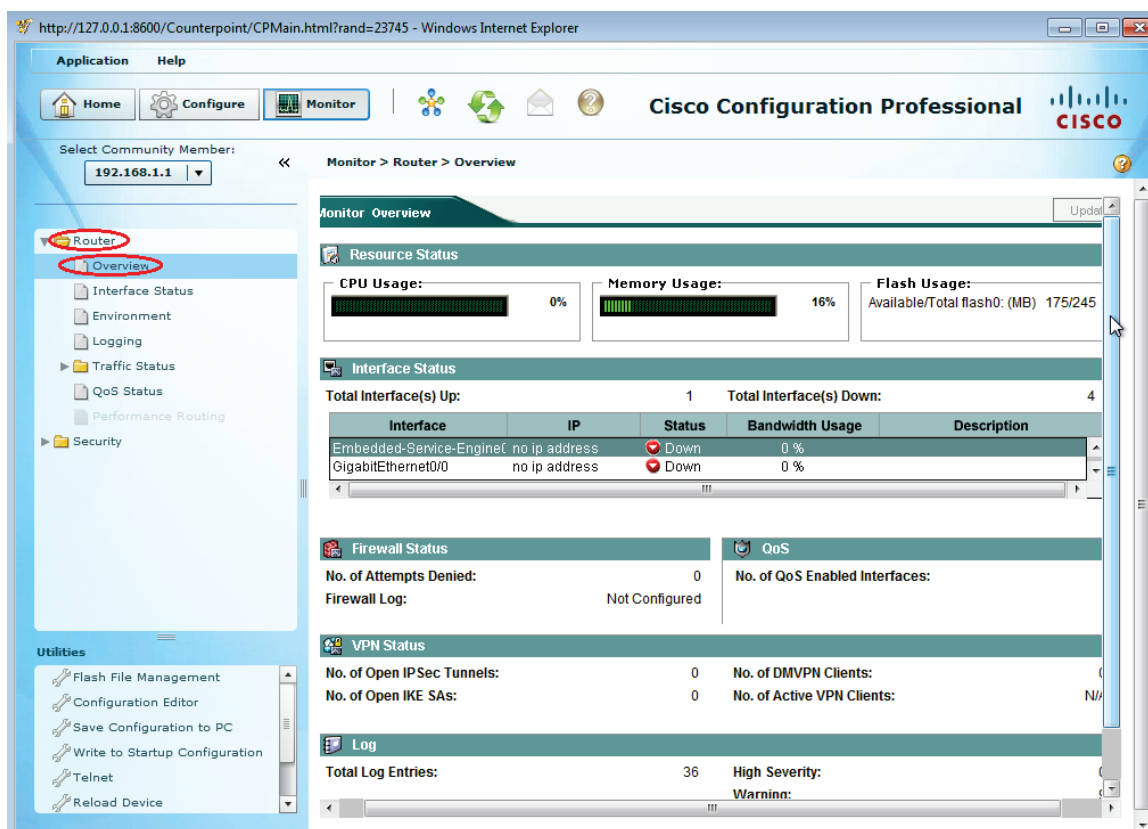 http://127.0.0.1:8600/Counterpoint/CPMain.html?rand=23745 - Windows Internet Explorer
Application Help
Home Configure Monitor Cisco Configuration Professional CISCO
Select Community Member:
192.168.1.1
« Monitor > Router > Overview
Router
Overview
Interface Status
Environment
Logging
Traffic Status
QoS Status
Performance Routing
Security
Utilities
Flash File Management
Configuration Editor
Save Configuration to PC
Write to Startup Configuration
Telnet
Reload Device
Monitor Overview
Resource Status
CPU Usage: Memory Usage: Flash Usage:
0% 16% Available/Total flash0: (MB) 175/245
Interface Status
Total Interface(s) Up: 1 Total Interface(s) Down: 4
Interface IP Status Bandwidth Usage Description
Embedded-Service-Engine no ip address Down 0 %
GigabitEthernet0/0 no ip address Down 0 %
Firewall Status QoS
No. of Attempts Denied: 0 No. of QoS Enabled Interfaces:
Firewall Log: Not Configured
VPN Status
No. of Open IPSec Tunnels: 0 No. of DMVPN Clients:
No. of Open IKE SAs: 0 No. of Active VPN Clients: N/A
Log
Total Log Entries: 36 High Severity:
Warning: